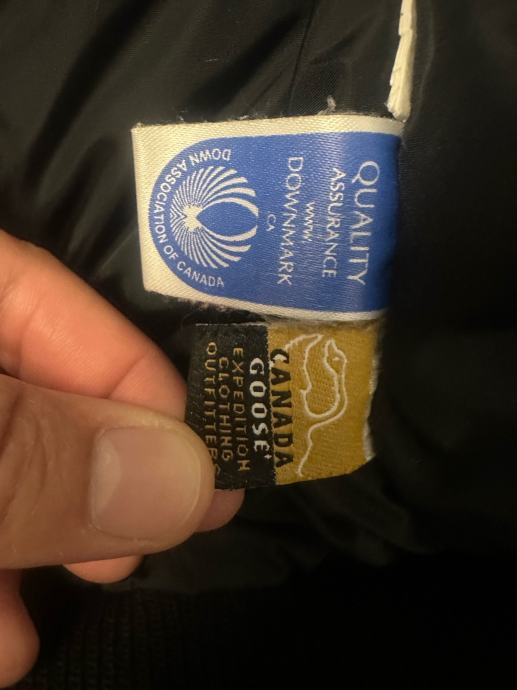 DOWN ASSOCIATION OF CANADA
QUALITY
ASSURANCE
www.
DOWNMARK
CA
CANADA
GOOSE
EXPEDITION
CLOTHING
OUTFITTERS